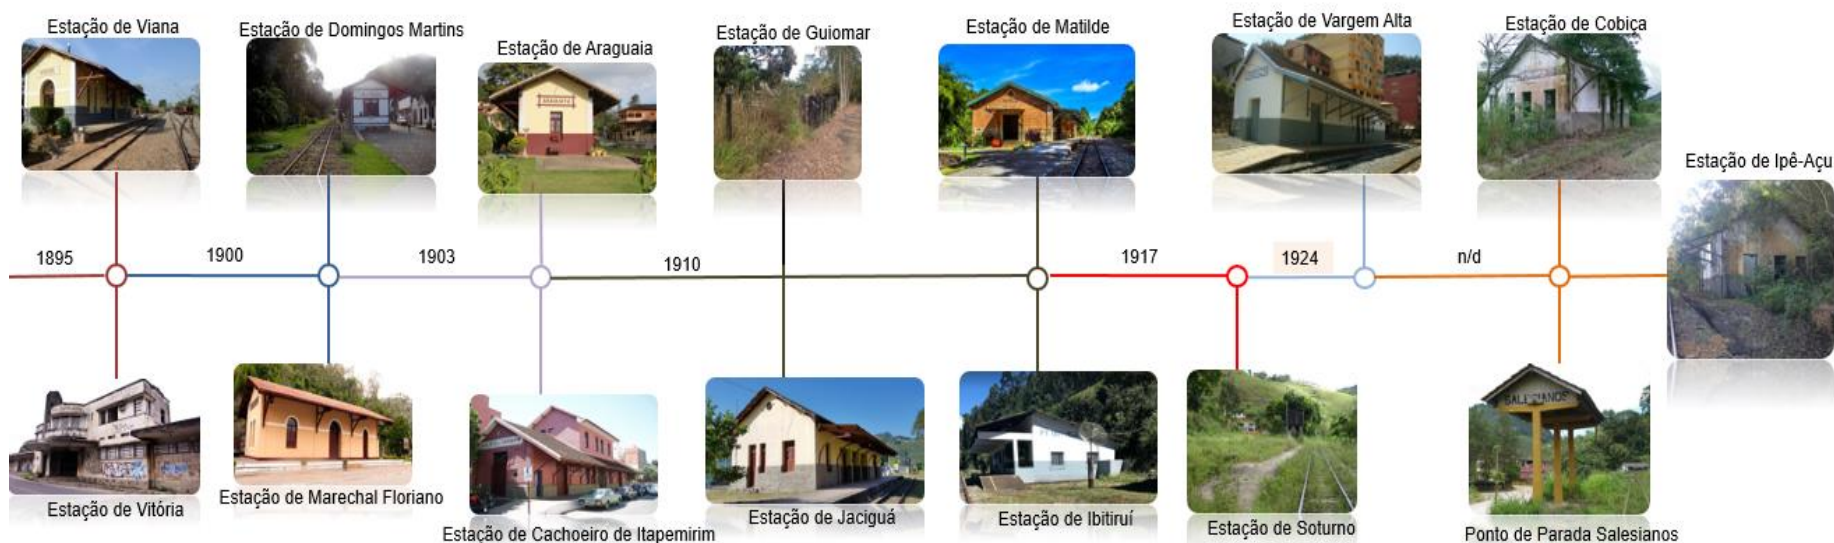 Estação de Viana
Estação de Domingos Martins
Estação de Araguaia
Estação de Guiomar
Estação de Matilde
Estação de Vargem Alta
Estação de Cobiça
Estação de Ipê-Açu
1895
1900
1903
1910
1917
1924
n/d
ARAGUAYA
SALESIANOS
Estação de Vitória
Estação de Marechal Floriano
Estação de Cachoeiro de Itapemirim
Estação de Jaciguá
Estação de Ibitiruí
Estação de Soturno
Ponto de Parada Salesianos